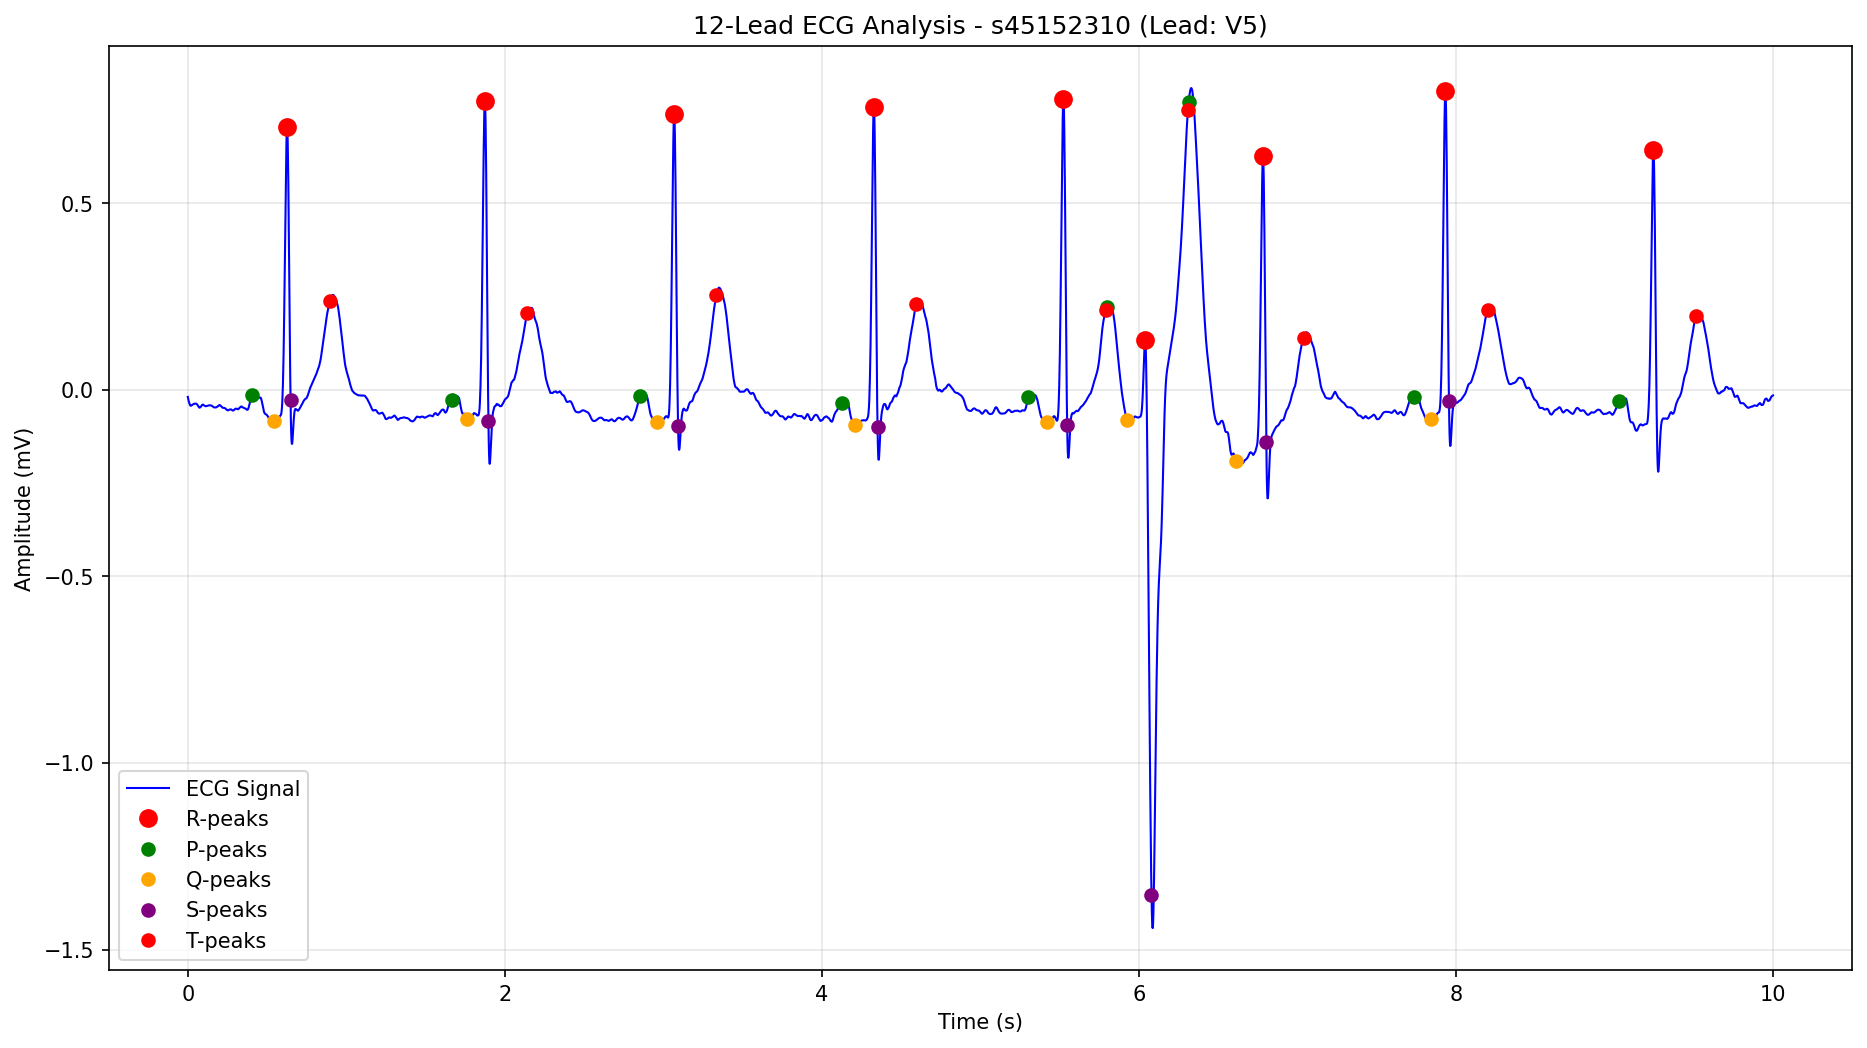 12-Lead ECG Analysis - s45152310 (Lead: V5)
Amplitude (mV)
0.5
0.0
−0.5
−1.0
−1.5
ECG Signal
R-peaks
P-peaks
Q-peaks
S-peaks
T-peaks
0 2 4 6 8 10
Time (s)